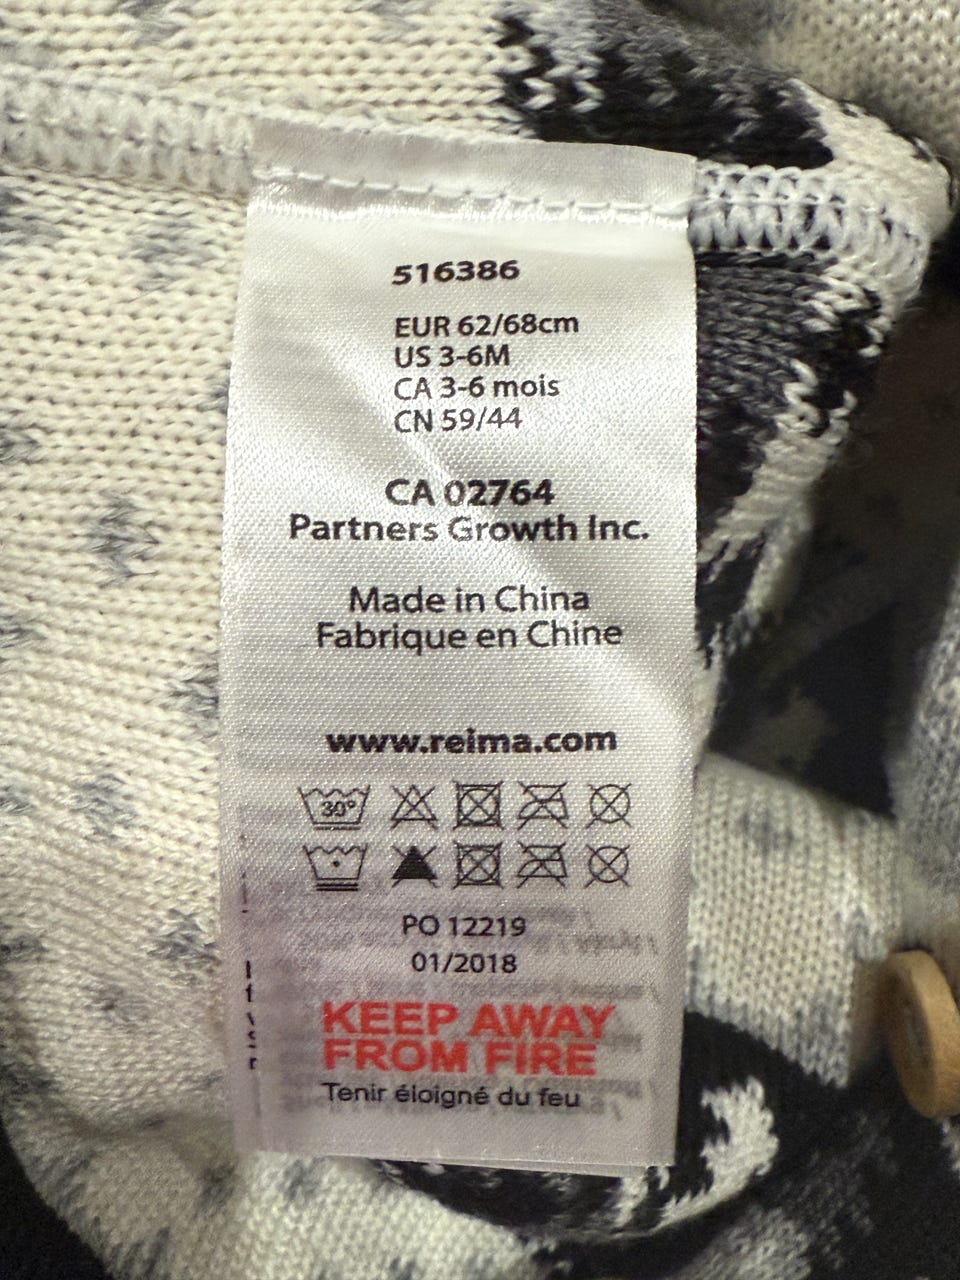 516386
EUR 62/68cm
US 3-6M
CA 3-6 mois
CN 59/44
CA 02764
Partners Growth Inc.
Made in China
Fabrique en Chine
www.reima.com
30°
PO 12219
01/2018
KEEP AWAY
FROM FIRE
Tenir éloigné du feu